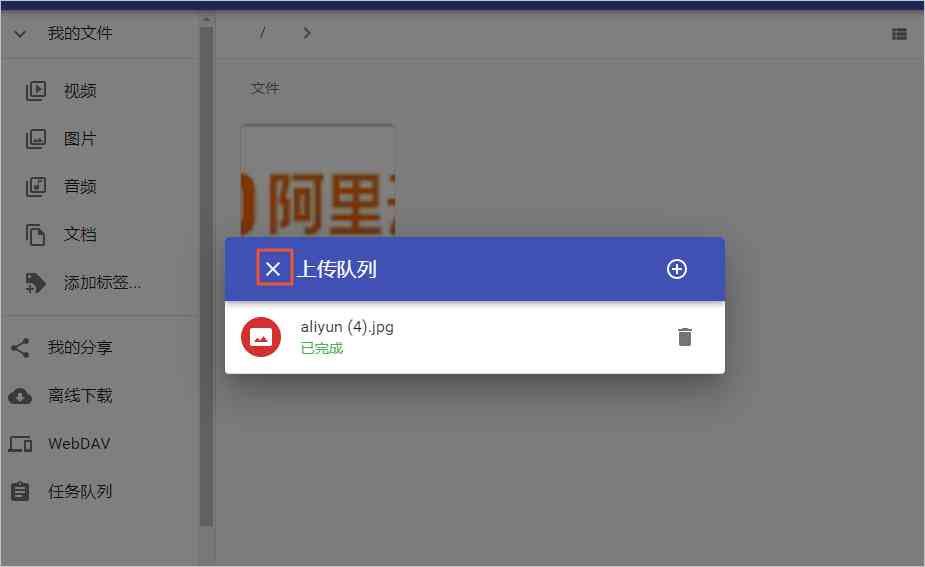 我的文件
/
文件
视频
图片
音频
文档
添加标签...
我的分享
离线下载
WebDAV
任务队列
阿里
上传队列
aliyun (4).jpg
已完成